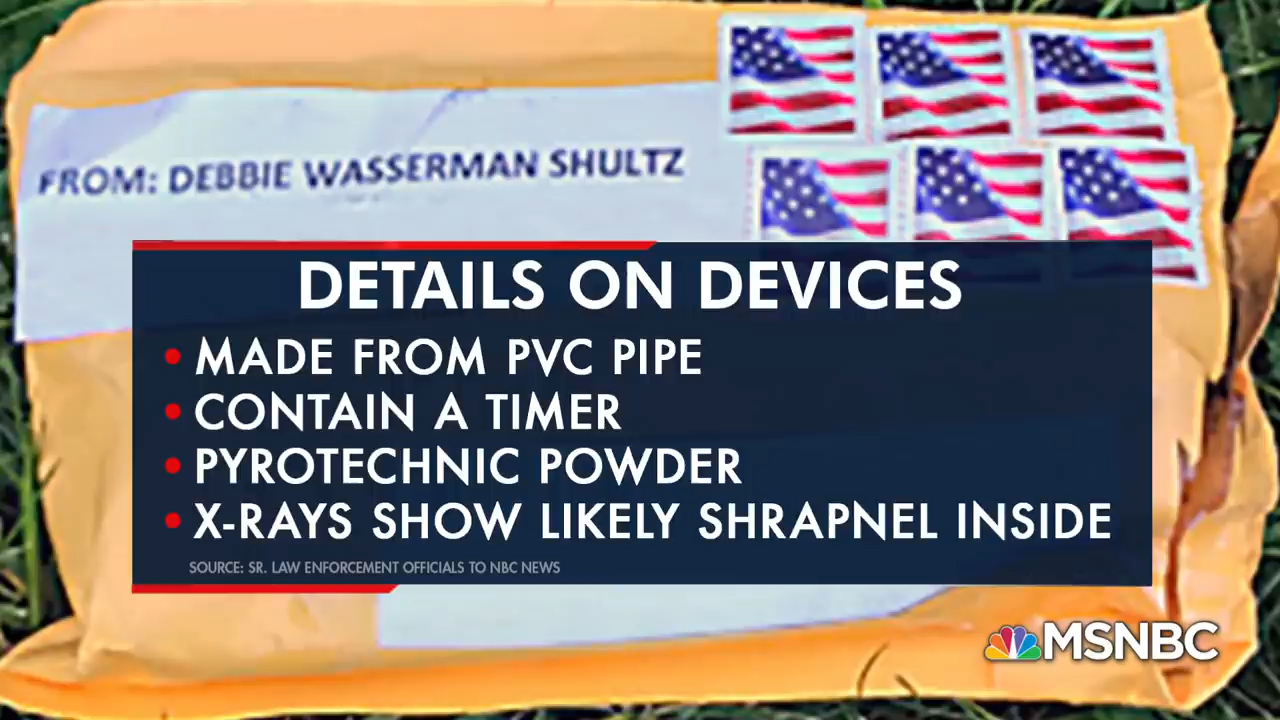 FROM: DEBBIE WASSERMAN SHULTZ
DETAILS ON DEVICES
• MADE FROM PVC PIPE
• CONTAIN A TIMER
• PYROTECHNIC POWDER
• X-RAYS SHOW LIKELY SHRAPNEL INSIDE
SOURCE: SR. LAW ENFORCEMENT OFFICIALS TO NBC NEWS
MSNBC